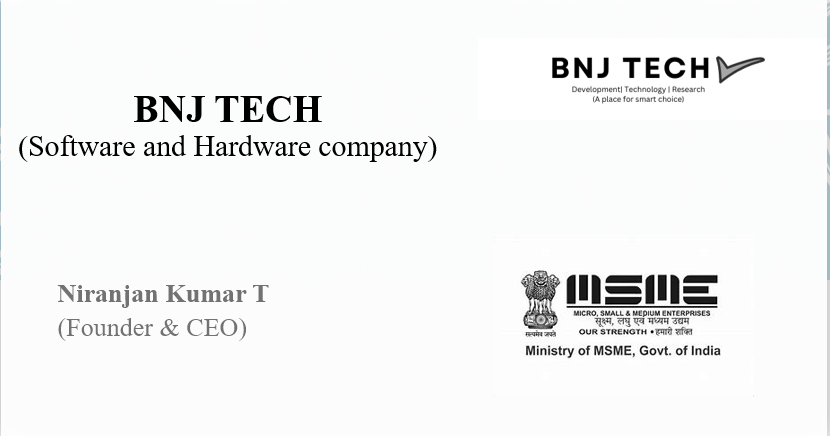 BNJ TECH
(Software and Hardware company)
BNJ TECH
Development| Technology | Research
(A place for smart choice)
Niranjan Kumar T
(Founder & CEO)
MSME
MICRO, SMALL & MEDIUM ENTERPRISES
सूक्ष्म, लघु एवं मध्यम उद्यम
OUR STRENGTH • हमारी शक्ति
सत्यमेव जयते
Ministry of MSME, Govt. of India